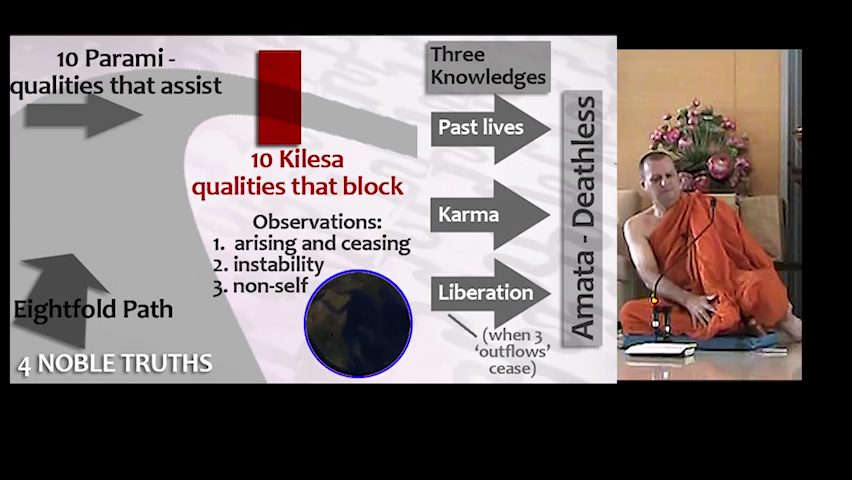 10 Parami -
qualities that assist
10 Kilesa
qualities that block
Observations:
1. arising and ceasing
2. instability
3. non-self
Eightfold Path
4 NOBLE TRUTHS
Three
Knowledges
Past lives
Karma
Liberation
(when 3
‘outflows’
cease)
Amata - Deathless